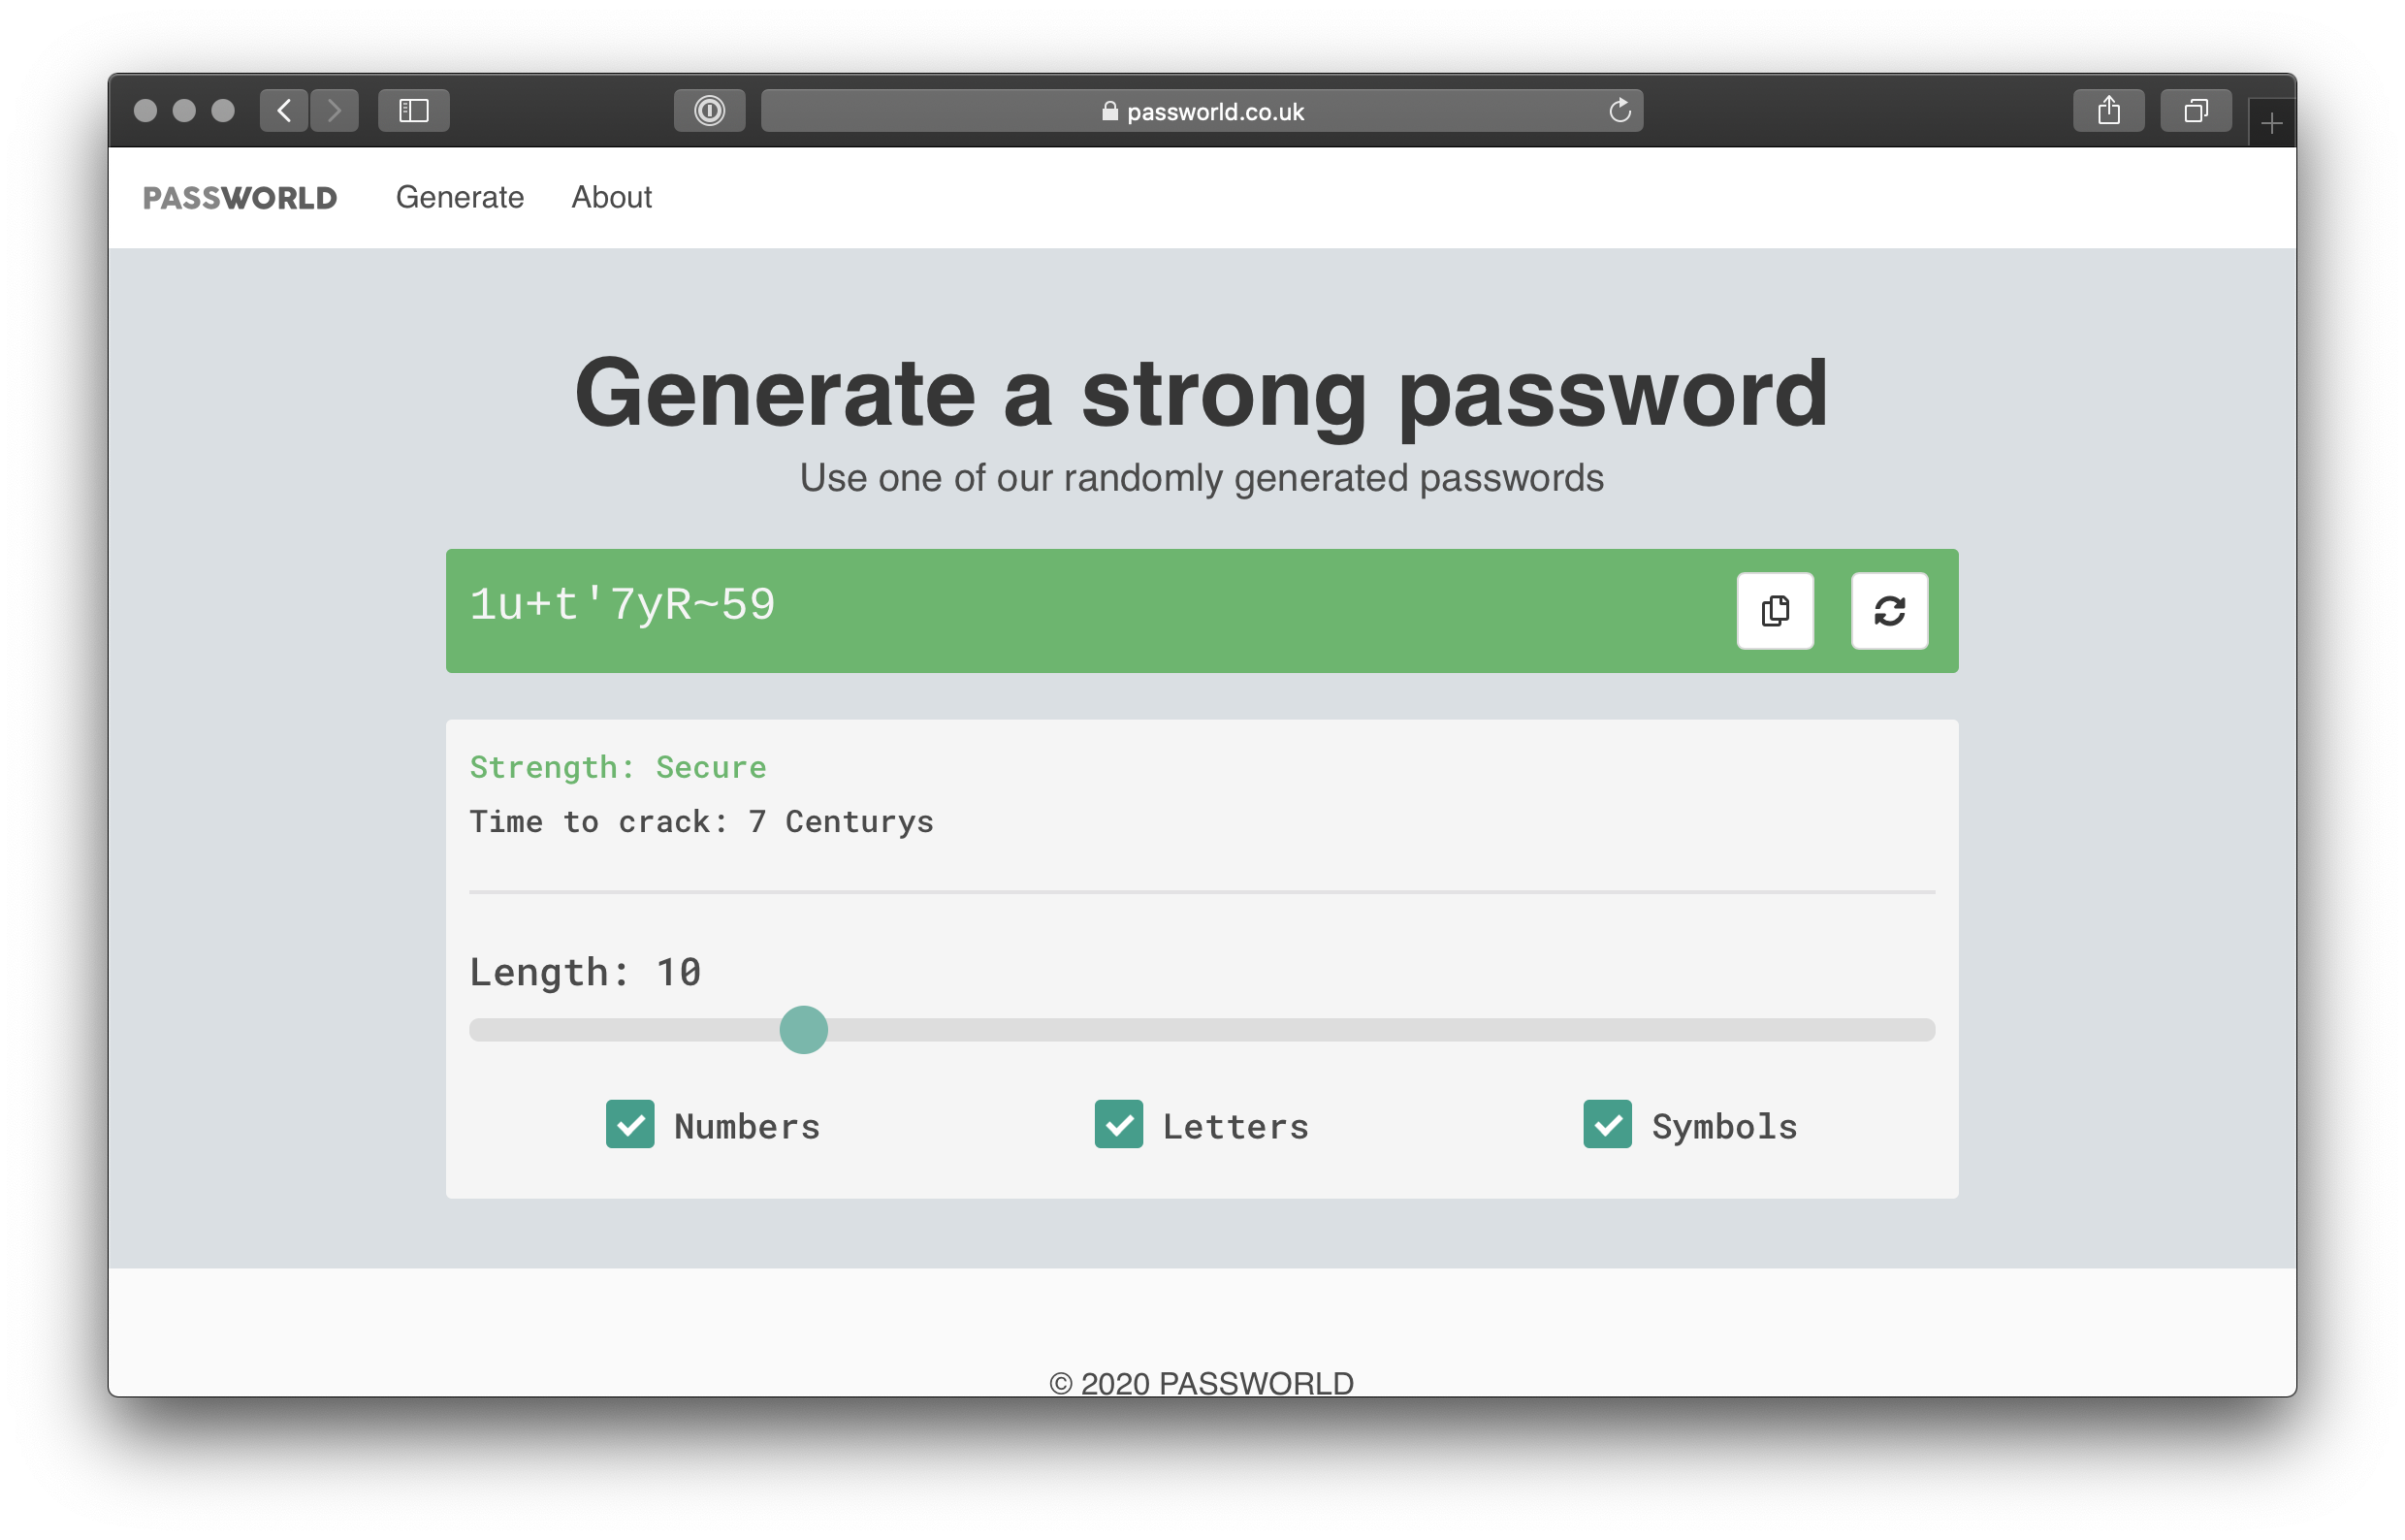 passworld.co.uk
PASSWORLD Generate About
Generate a strong password
Use one of our randomly generated passwords
1u+t'7yR~59
Strength: Secure
Time to crack: 7 Centurys
Length: 10
Numbers Letters Symbols
© 2020 PASSWORLD